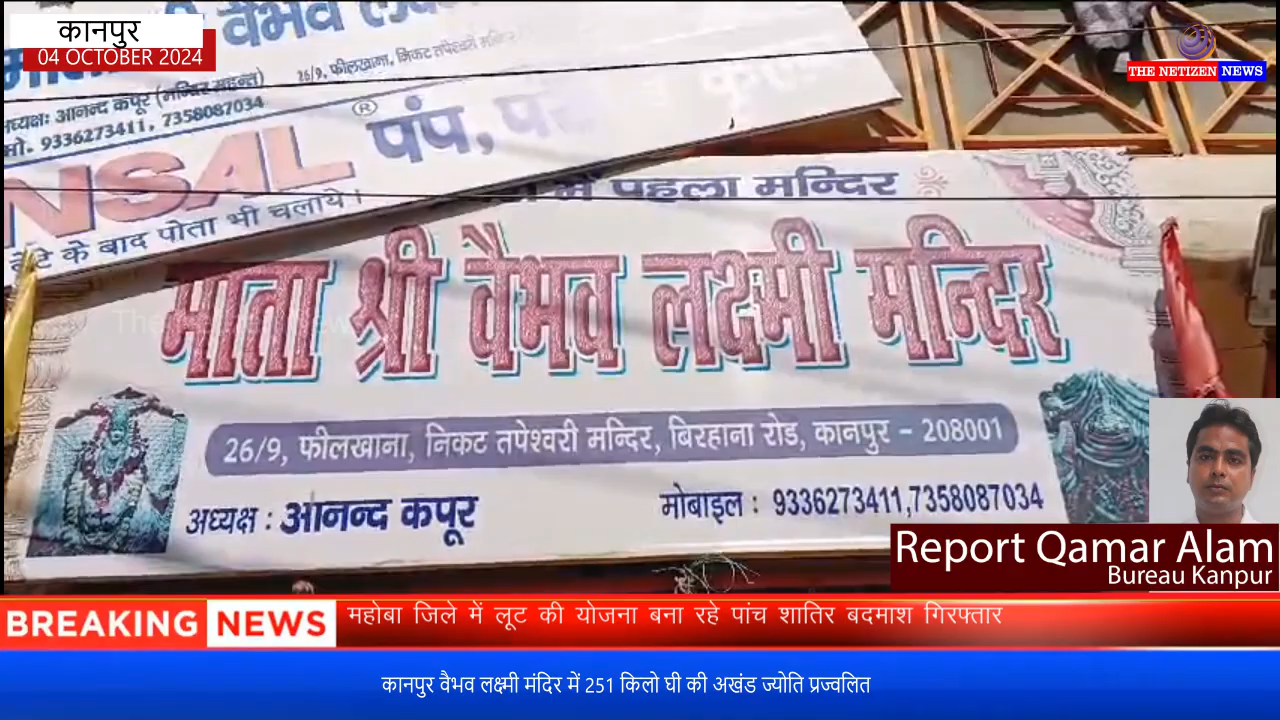 कानपुर
04 OCTOBER 2024
THE NETIZEN NEWS
वैभव
26/9, फीलखाना, निकट तपेश्वरी
अध्यक्षः आनन्द कपूर (मन्दिर महन्त)
मो. 9336273411, 7358087034
NSAL® पंप,
के बाद पोता भी चलाये।
में पहला मन्दिर
माता श्री वैभव लक्ष्मी मन्दिर
26/9, फीलखाना, निकट तपेश्वरी मन्दिर, बिरहाना रोड, कानपुर - 208001
अध्यक्ष : आनन्द कपूर
मोबाइल : 9336273411,7358087034
Report Qamar Alam
Bureau Kanpur
BREAKING NEWS
महोबा जिले में लूट की योजना बना रहे पांच शातिर बदमाश गिरफ्तार
कानपुर वैभव लक्ष्मी मंदिर में 251 किलो घी की अखंड ज्योति प्रज्वलित